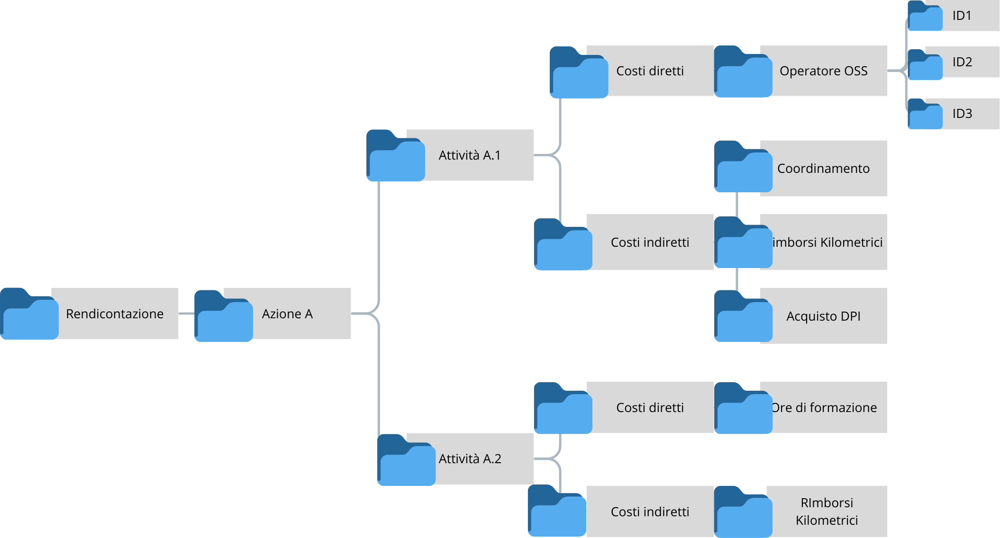 ID1
ID2
ID3
Costi diretti
Operatore OSS
Attività A.1
Coordinamento
Costi indiretti
imborsi Kilometrici
Rendicontazione
Azione A
Acquisto DPI
Costi diretti
Ore di formazione
Attività A.2
Costi indiretti
RImborsi
Kilometrici